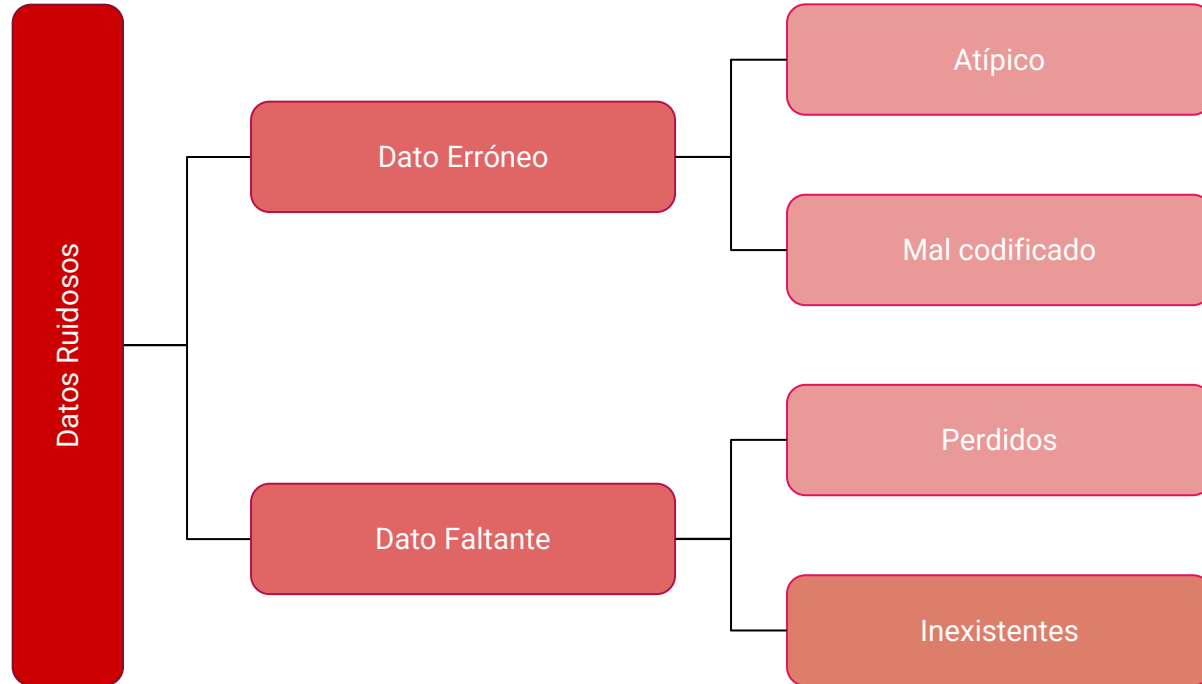 Datos Ruidosos
Dato Erróneo
Atípico
Mal codificado
Dato Faltante
Perdidos
Inexistentes